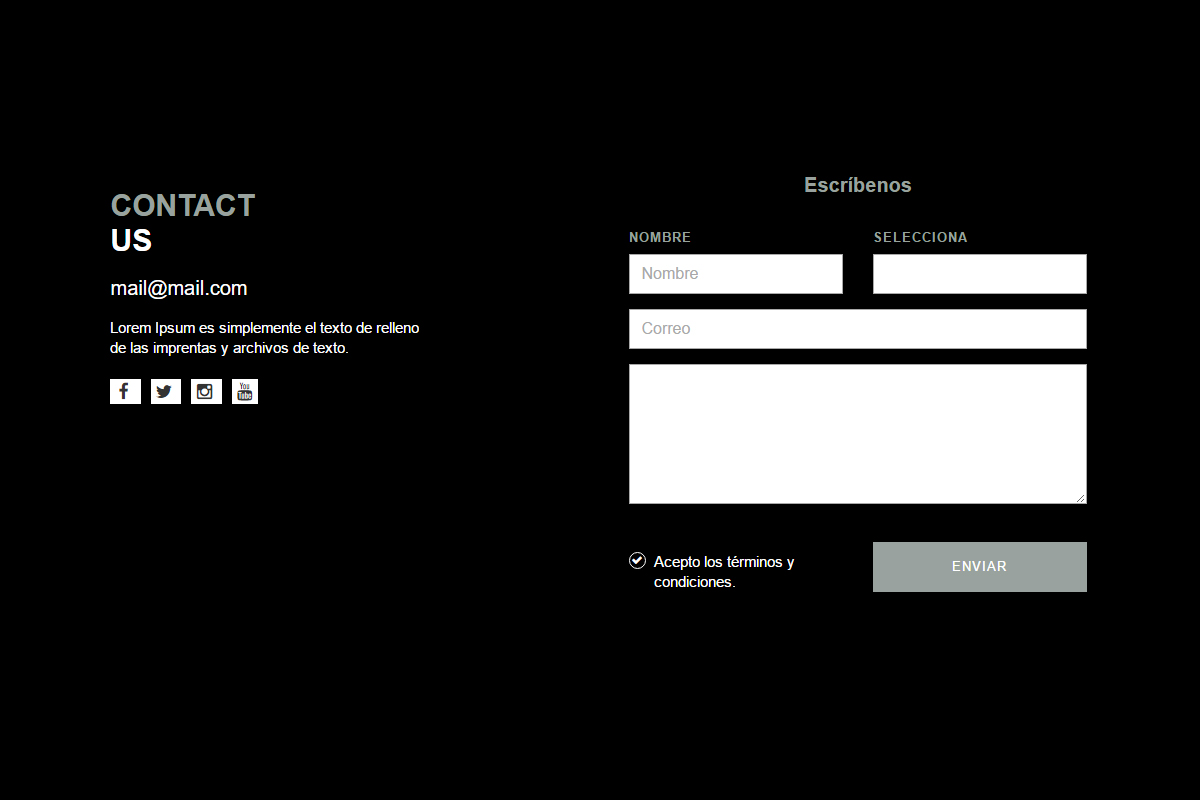 CONTACT
US
mail@mail.com
Lorem Ipsum es simplemente el texto de relleno
de las imprentas y archivos de texto.
You
Tube
Escríbenos
NOMBRE
SELECCIONA
Nombre
Correo
Acepto los términos y
condiciones.
ENVIAR